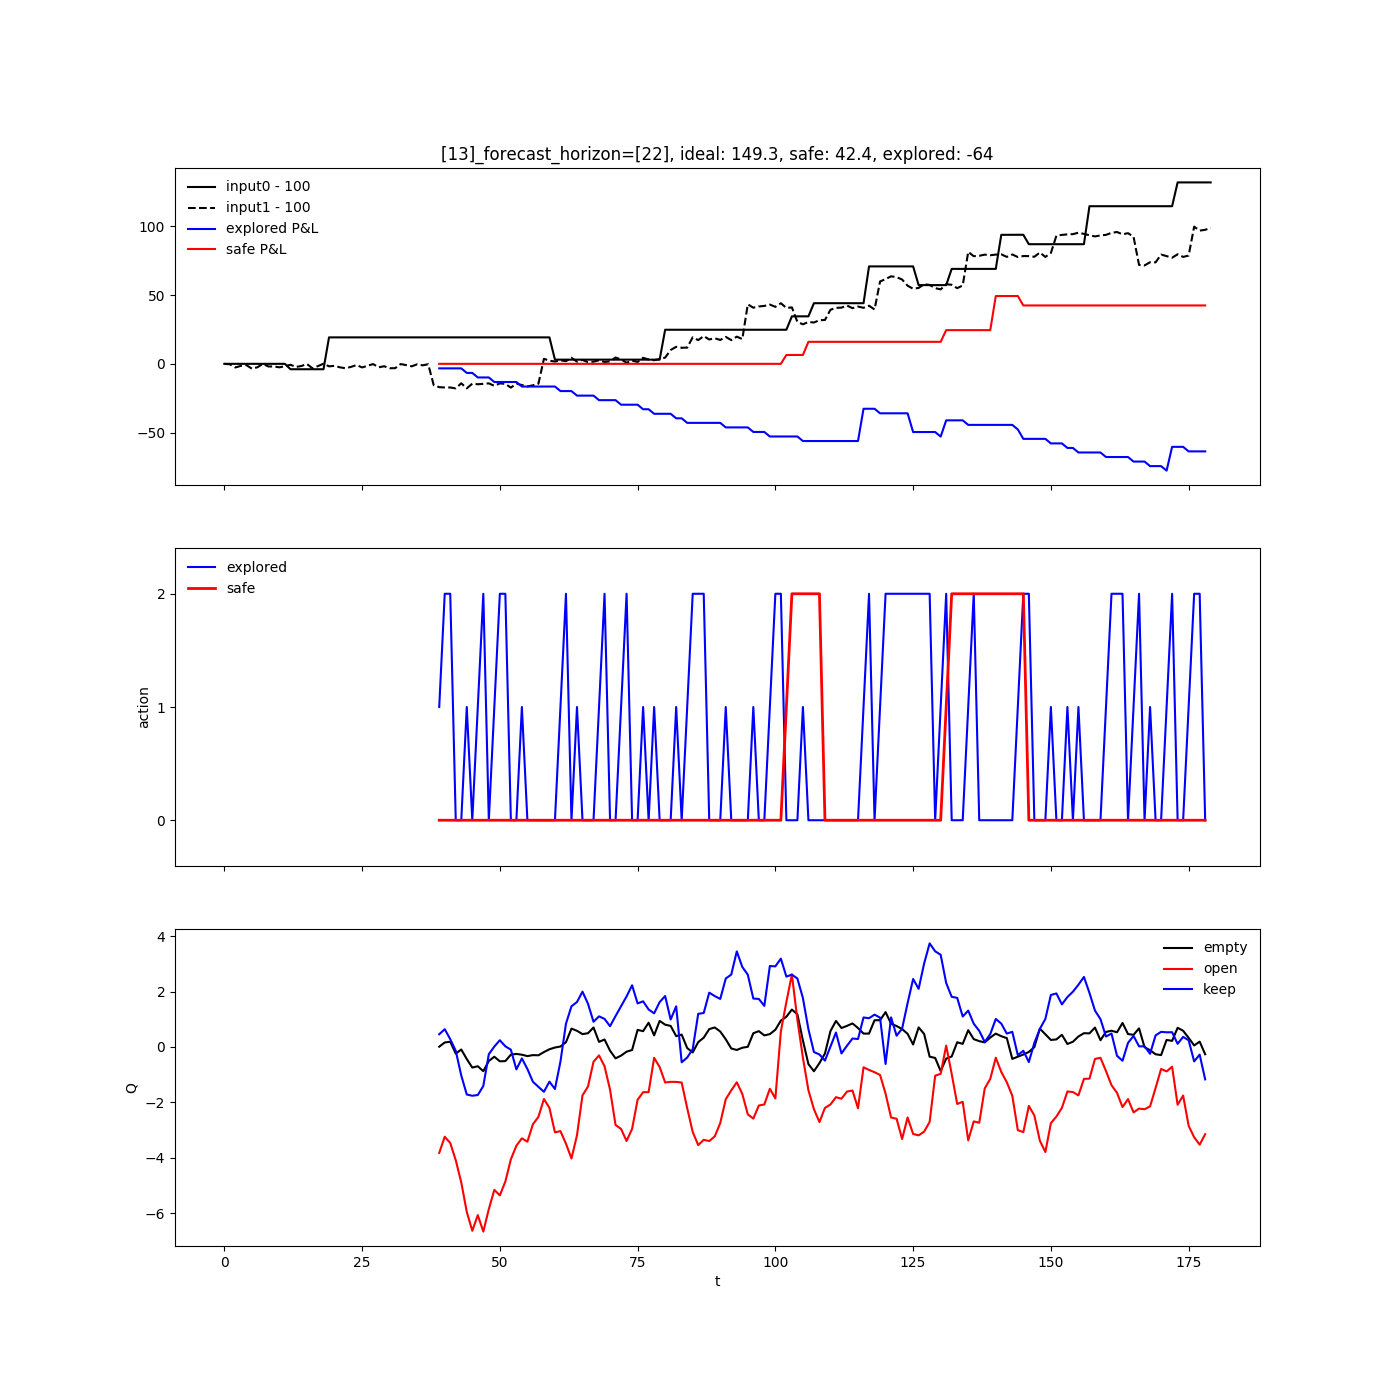 [13]_forecast_horizon=[22], ideal: 149.3, safe: 42.4, explored: -64
input0 - 100
input1 - 100
explored P&L
safe P&L
100
50
0
−50
explored
safe
2
1
0
action
empty
open
keep
4
2
0
−2
−4
−6
Q
0 25 50 75 100 125 150 175
t